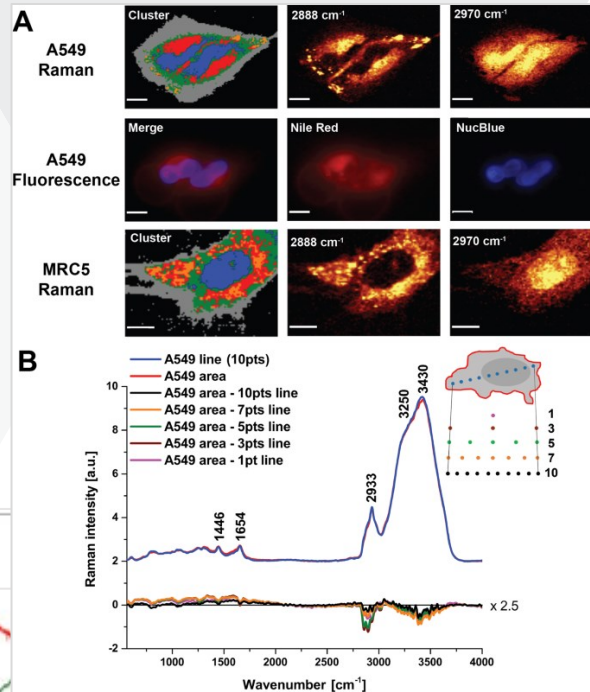 A
A549
Raman
Cluster
2888 cm⁻¹
2970 cm⁻¹
A549
Fluorescence
Merge
Nile Red
NucBlue
MRC5
Raman
Cluster
2888 cm⁻¹
2970 cm⁻¹
B
A549 line (10pts)
A549 area
A549 area - 10pts line
A549 area - 7pts line
A549 area - 5pts line
A549 area - 3pts line
A549 area - 1pt line
1
3
5
7
10
3430
3250
2933
1446
1654
10
8
6
4
2
0
-2
x 2.5
Raman intensity [a.u.]
1000 1500 2000 2500 3000 3500 4000
Wavenumber [cm⁻¹]